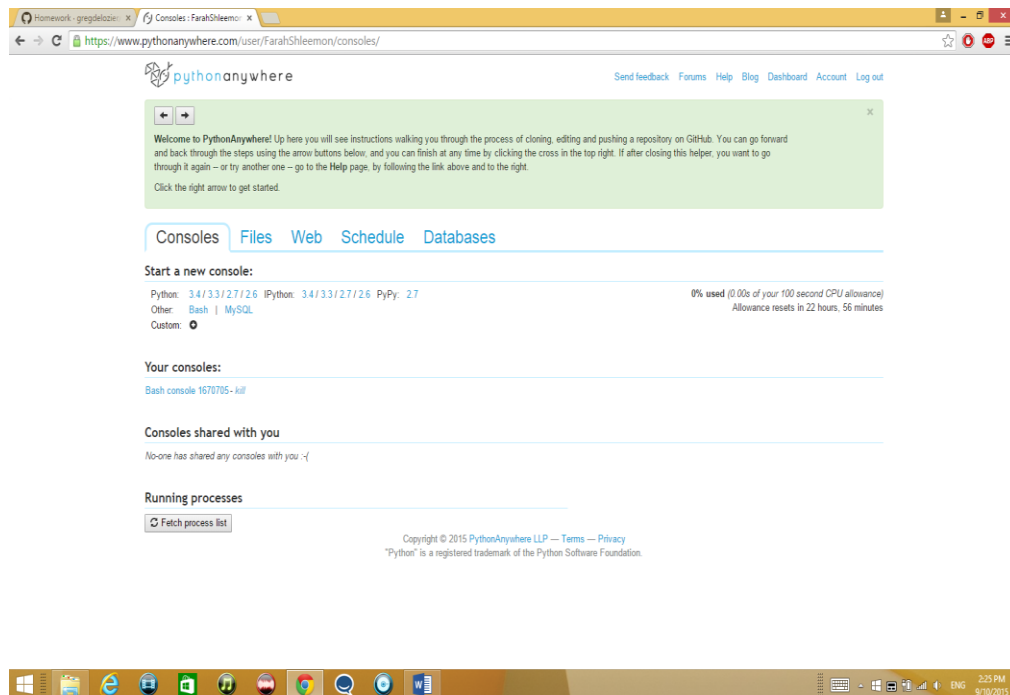 Homework - gregdelozier
Consoles : FarahShleemon
https://www.pythonanywhere.com/user/FarahShleemon/consoles/
ABP
pythonanywhere
Send feedback Forums Help Blog Dashboard Account Log out
Welcome to PythonAnywhere! Up here you will see instructions walking you through the process of cloning, editing and pushing a repository on GitHub. You can go forward
and back through the steps using the arrow buttons below, and you can finish at any time by clicking the cross in the top right. If after closing this helper, you want to go
through it again – or try another one – go to the Help page, by following the link above and to the right.
Click the right arrow to get started.
Consoles Files Web Schedule Databases
Start a new console:
Python: 3.4 / 3.3 / 2.7 / 2.6 IPython: 3.4 / 3.3 / 2.7 / 2.6 PyPy: 2.7
0% used (0.00s of your 100 second CPU allowance)
Other: Bash | MySQL
Allowance resets in 22 hours, 56 minutes
Custom:
Your consoles:
Bash console 1670705 - kill
Consoles shared with you
No-one has shared any consoles with you :-(
Running processes
Fetch process list
Copyright © 2015 PythonAnywhere LLP — Terms — Privacy
"Python" is a registered trademark of the Python Software Foundation.
ENG
2:25 PM
9/10/2015